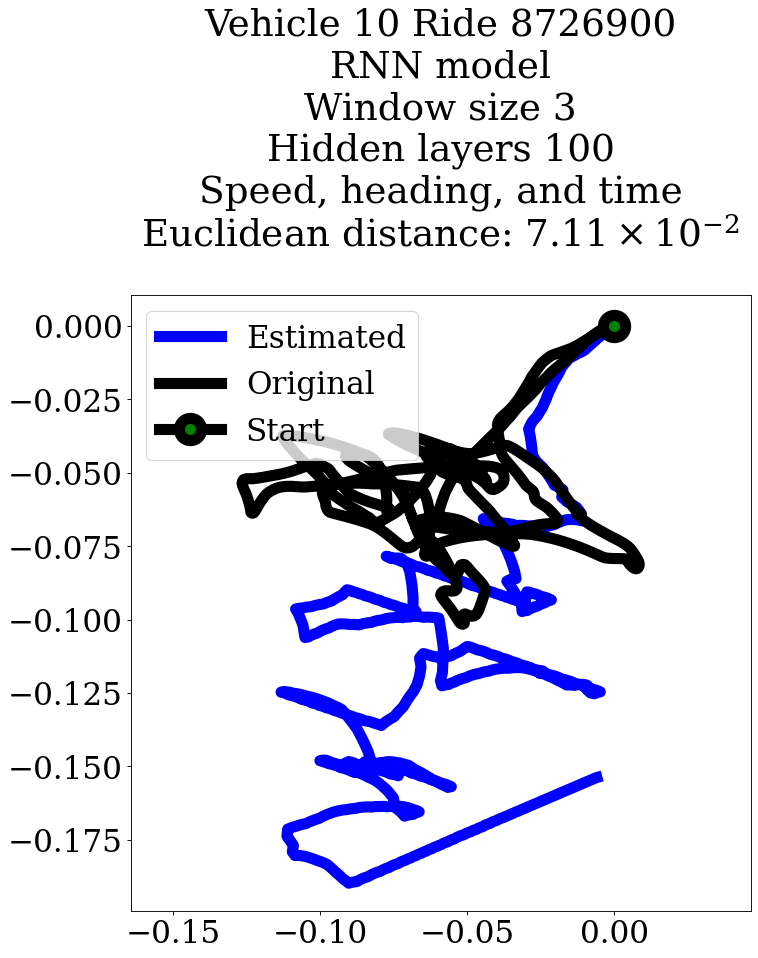 Vehicle 10 Ride 8726900
RNN model
Window size 3
Hidden layers 100
Speed, heading, and time
Euclidean distance: 7.11 × 10⁻²
Estimated
Original
Start
0.000
−0.025
−0.050
−0.075
−0.100
−0.125
−0.150
−0.175
−0.15
−0.10
−0.05
0.00